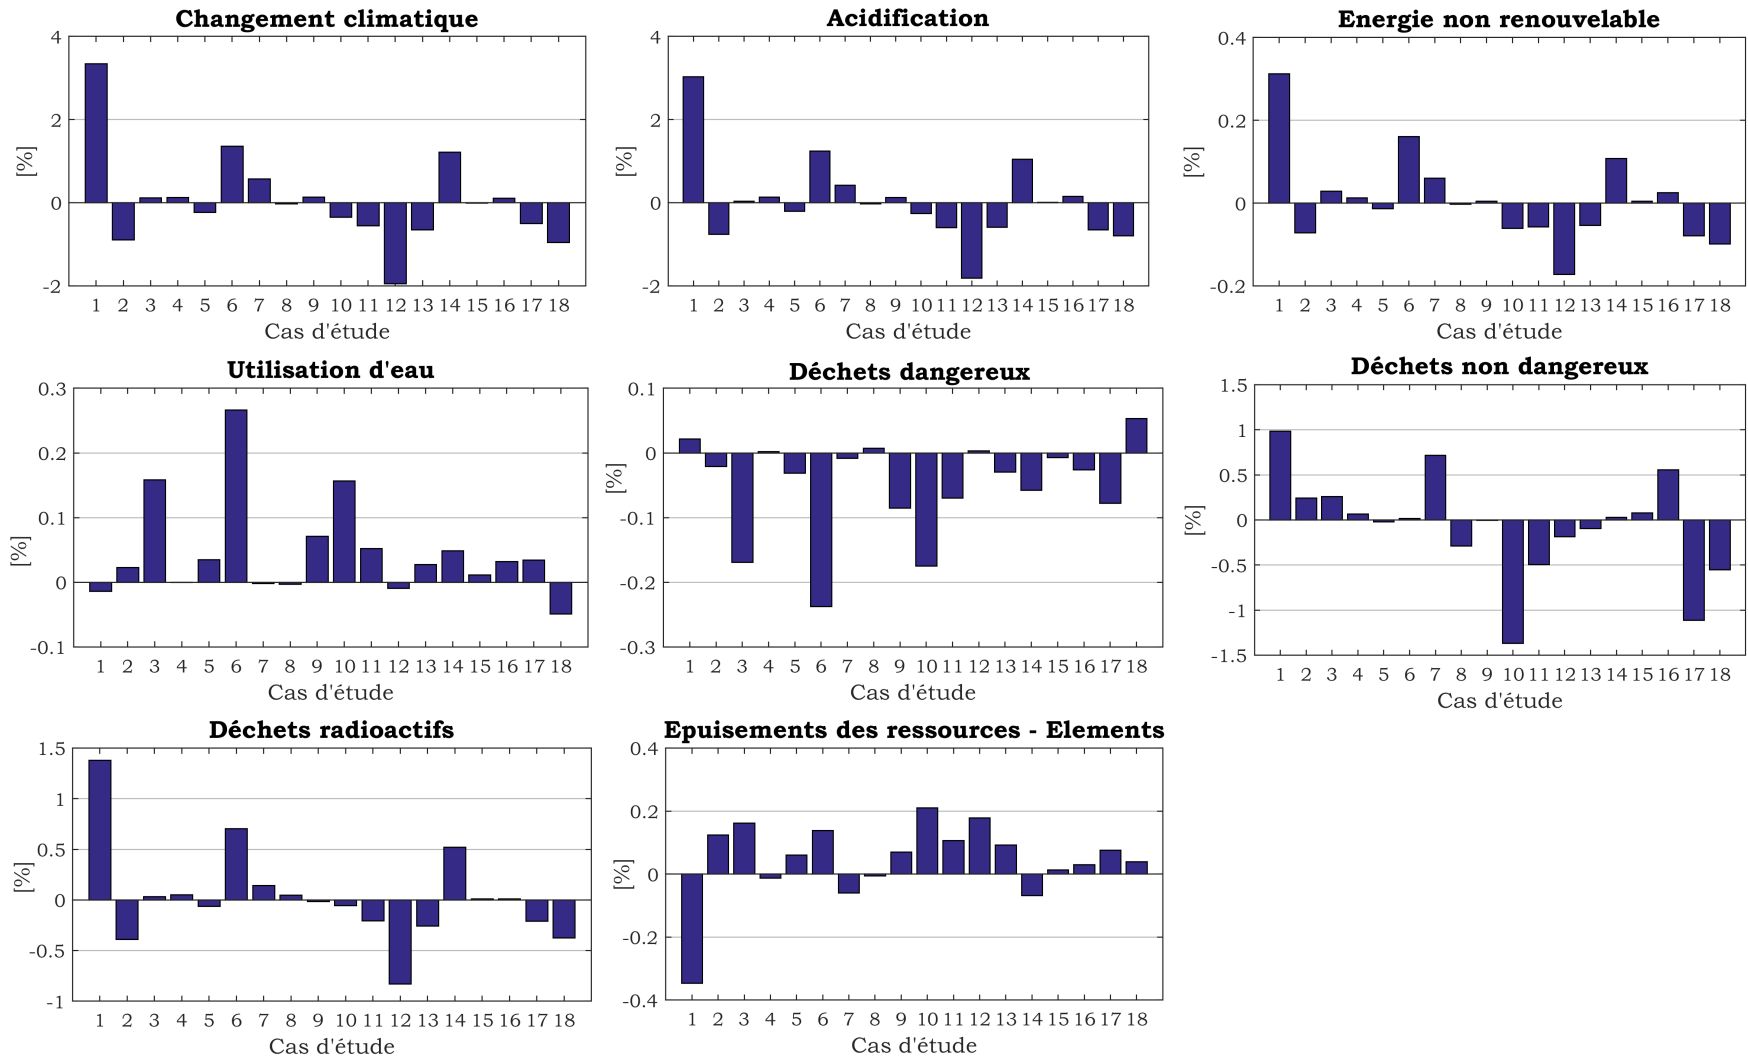 Changement climatique
4
2
0
-2
[%]
1 2 3 4 5 6 7 8 9 10 11 12 13 14 15 16 17 18
Cas d'étude
Acidification
4
2
0
-2
[%]
1 2 3 4 5 6 7 8 9 10 11 12 13 14 15 16 17 18
Cas d'étude
Energie non renouvelable
0.4
0.2
0
-0.2
[%]
1 2 3 4 5 6 7 8 9 10 11 12 13 14 15 16 17 18
Cas d'étude
Utilisation d'eau
0.3
0.2
0.1
0
-0.1
[%]
1 2 3 4 5 6 7 8 9 10 11 12 13 14 15 16 17 18
Cas d'étude
Déchets dangereux
0.1
0
-0.1
-0.2
-0.3
[%]
1 2 3 4 5 6 7 8 9 10 11 12 13 14 15 16 17 18
Cas d'étude
Déchets non dangereux
1.5
1
0.5
0
-0.5
-1
-1.5
[%]
1 2 3 4 5 6 7 8 9 10 11 12 13 14 15 16 17 18
Cas d'étude
Déchets radioactifs
1.5
1
0.5
0
-0.5
-1
[%]
1 2 3 4 5 6 7 8 9 10 11 12 13 14 15 16 17 18
Cas d'étude
Epuisements des ressources - Elements
0.4
0.2
0
-0.2
-0.4
[%]
1 2 3 4 5 6 7 8 9 10 11 12 13 14 15 16 17 18
Cas d'étude